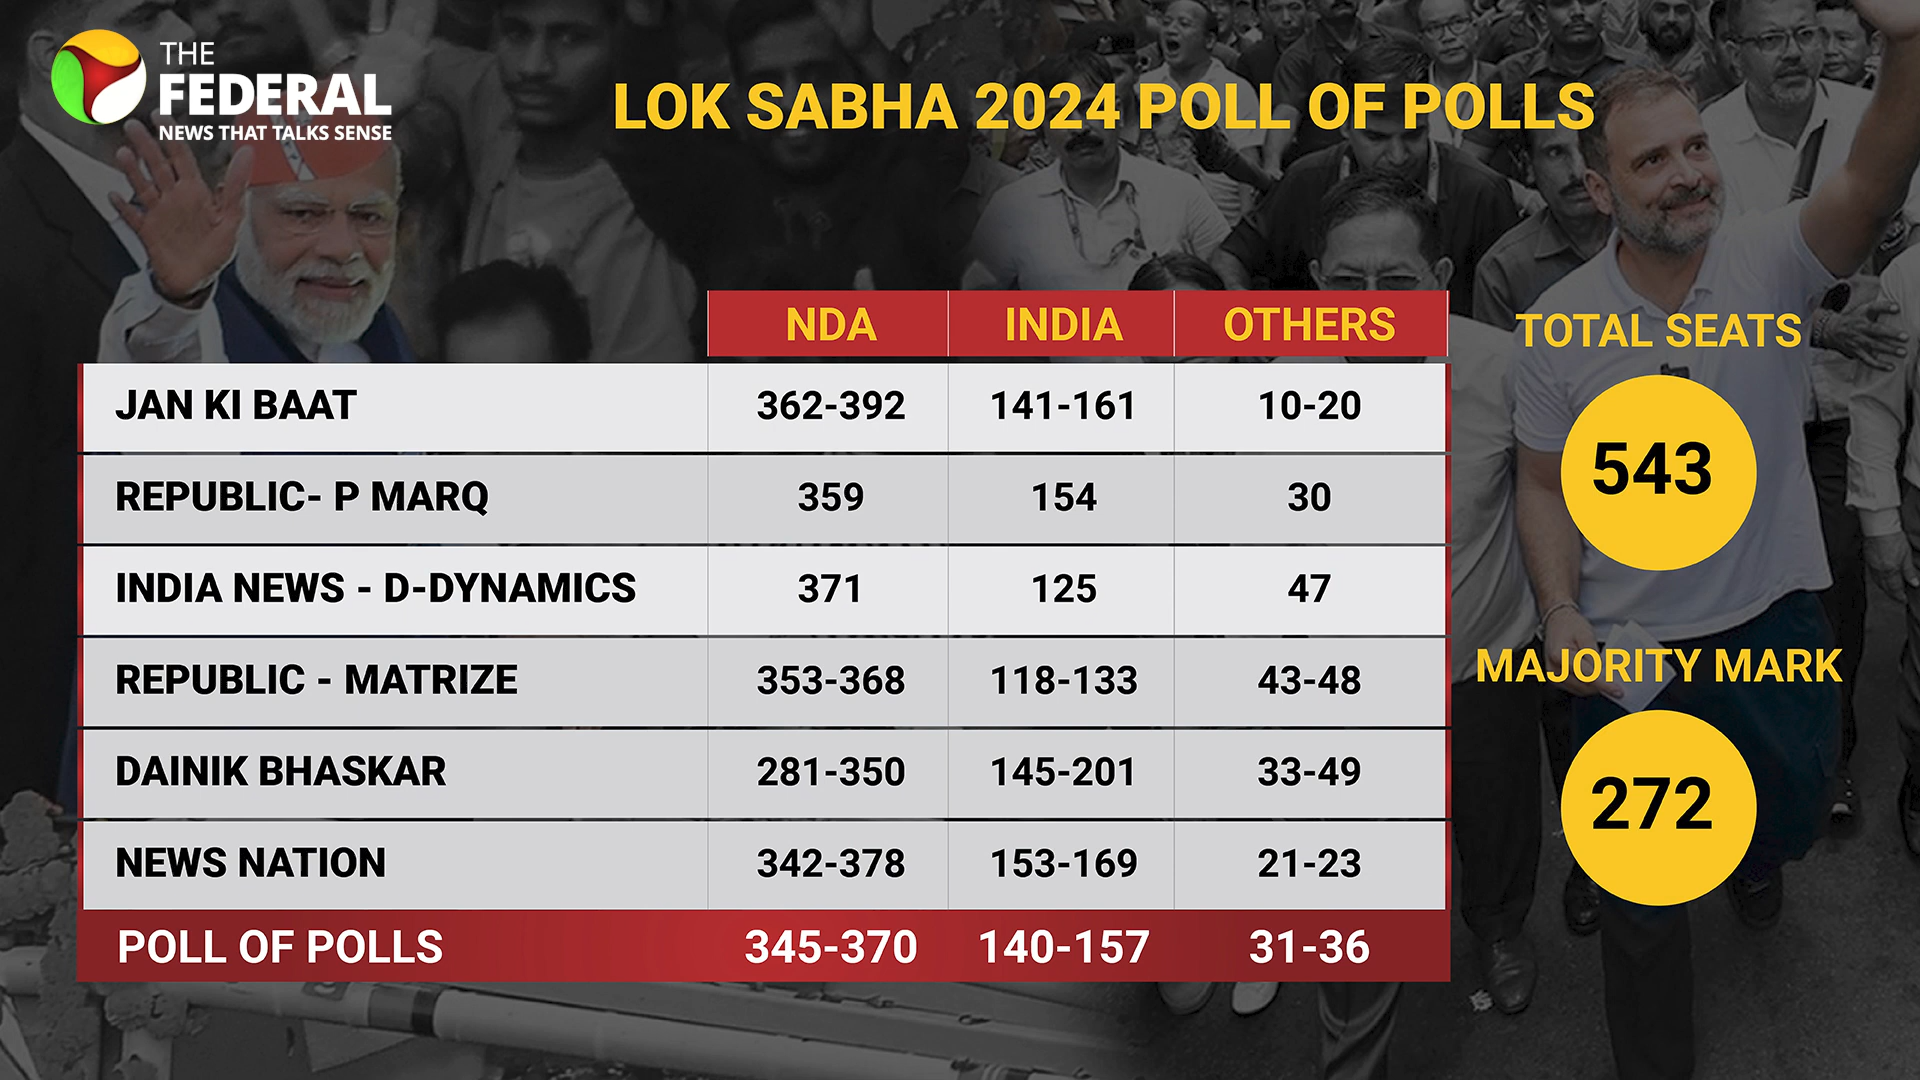 THE
FEDERAL
NEWS THAT TALKS SENSE
LOK SABHA 2024 POLL OF POLLS
NDA INDIA OTHERS
JAN KI BAAT 362-392 141-161 10-20
REPUBLIC- P MARQ 359 154 30
INDIA NEWS - D-DYNAMICS 371 125 47
REPUBLIC - MATRIZE 353-368 118-133 43-48
DAINIK BHASKAR 281-350 145-201 33-49
NEWS NATION 342-378 153-169 21-23
POLL OF POLLS 345-370 140-157 31-36
TOTAL SEATS
543
MAJORITY MARK
272